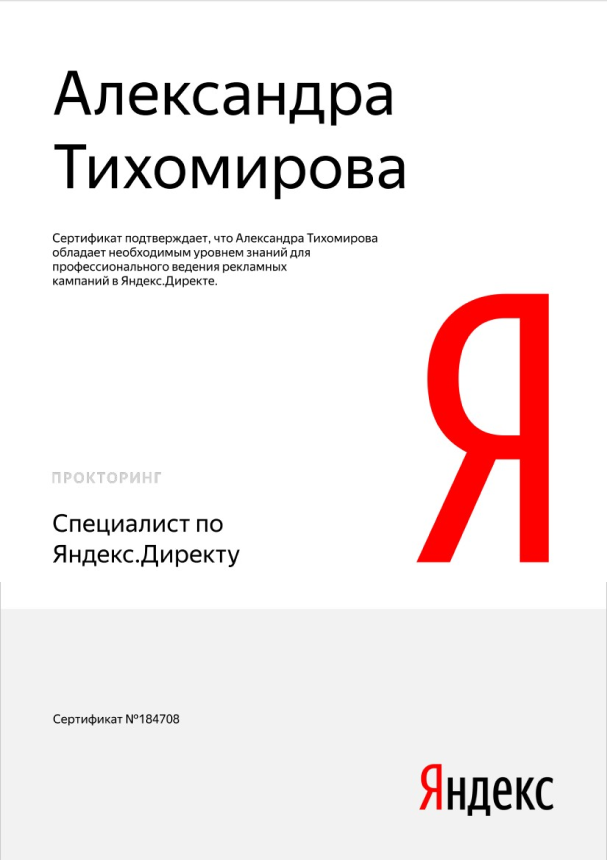 Александра
Тихомирова
Сертификат подтверждает, что Александра Тихомирова
обладает необходимым уровнем знаний для
профессионального ведения рекламных
кампаний в Яндекс.Директе.
Я
ПРОКТОРИНГ
Специалист по
Яндекс.Директу
Сертификат №184708
Яндекс